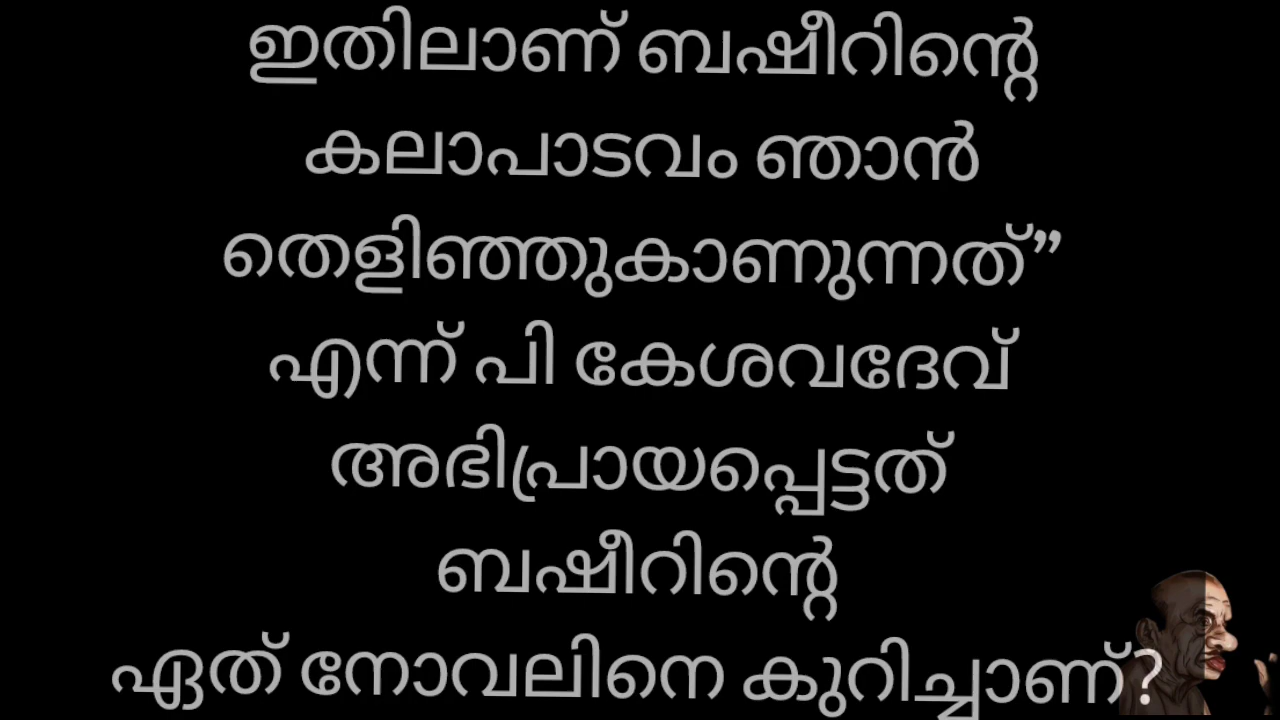 ഇതിലാണ് ബഷീറിന്റെ
കലാപാടവം ഞാൻ
തെളിഞ്ഞുകാണുന്നത്”
എന്ന് പി കേശവദേവ്
അഭിപ്രായപ്പെട്ടത്
ബഷീറിന്റെ
ഏത് നോവലിനെ കുറിച്ചാണ്?